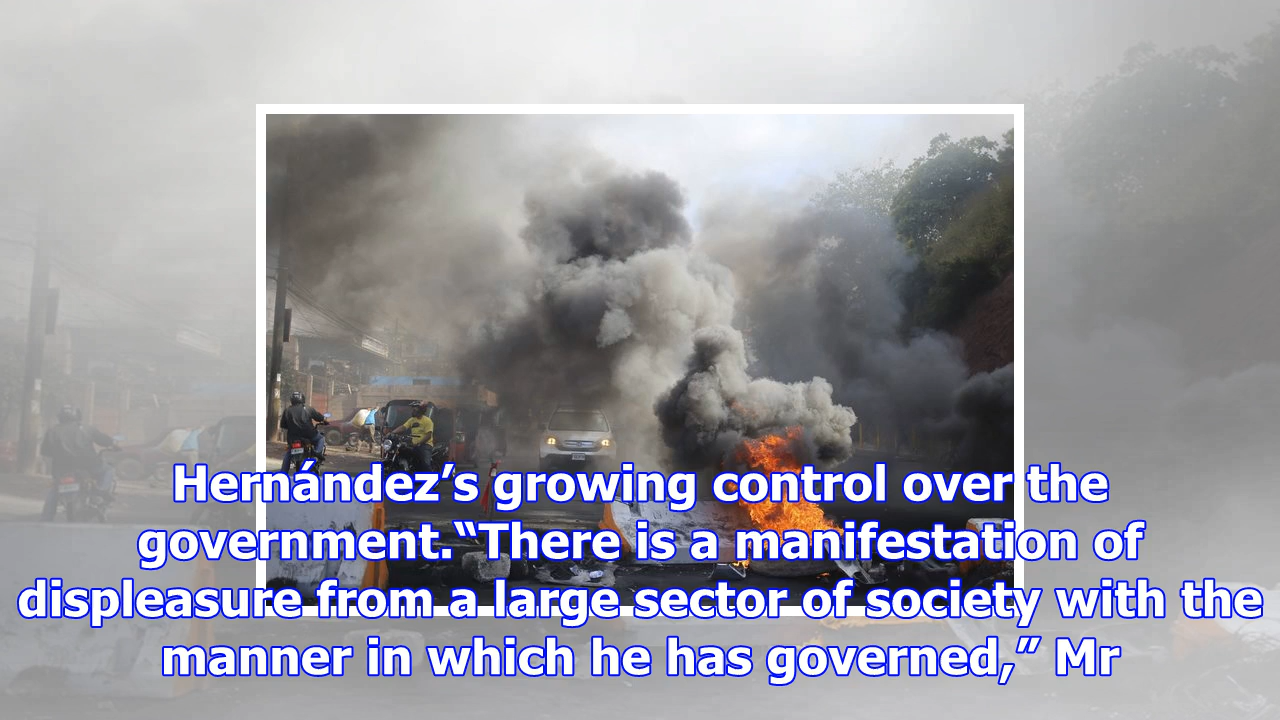 Hernández’s growing control over the
government.“There is a manifestation of
displeasure from a large sector of society with the
manner in which he has governed,” Mr